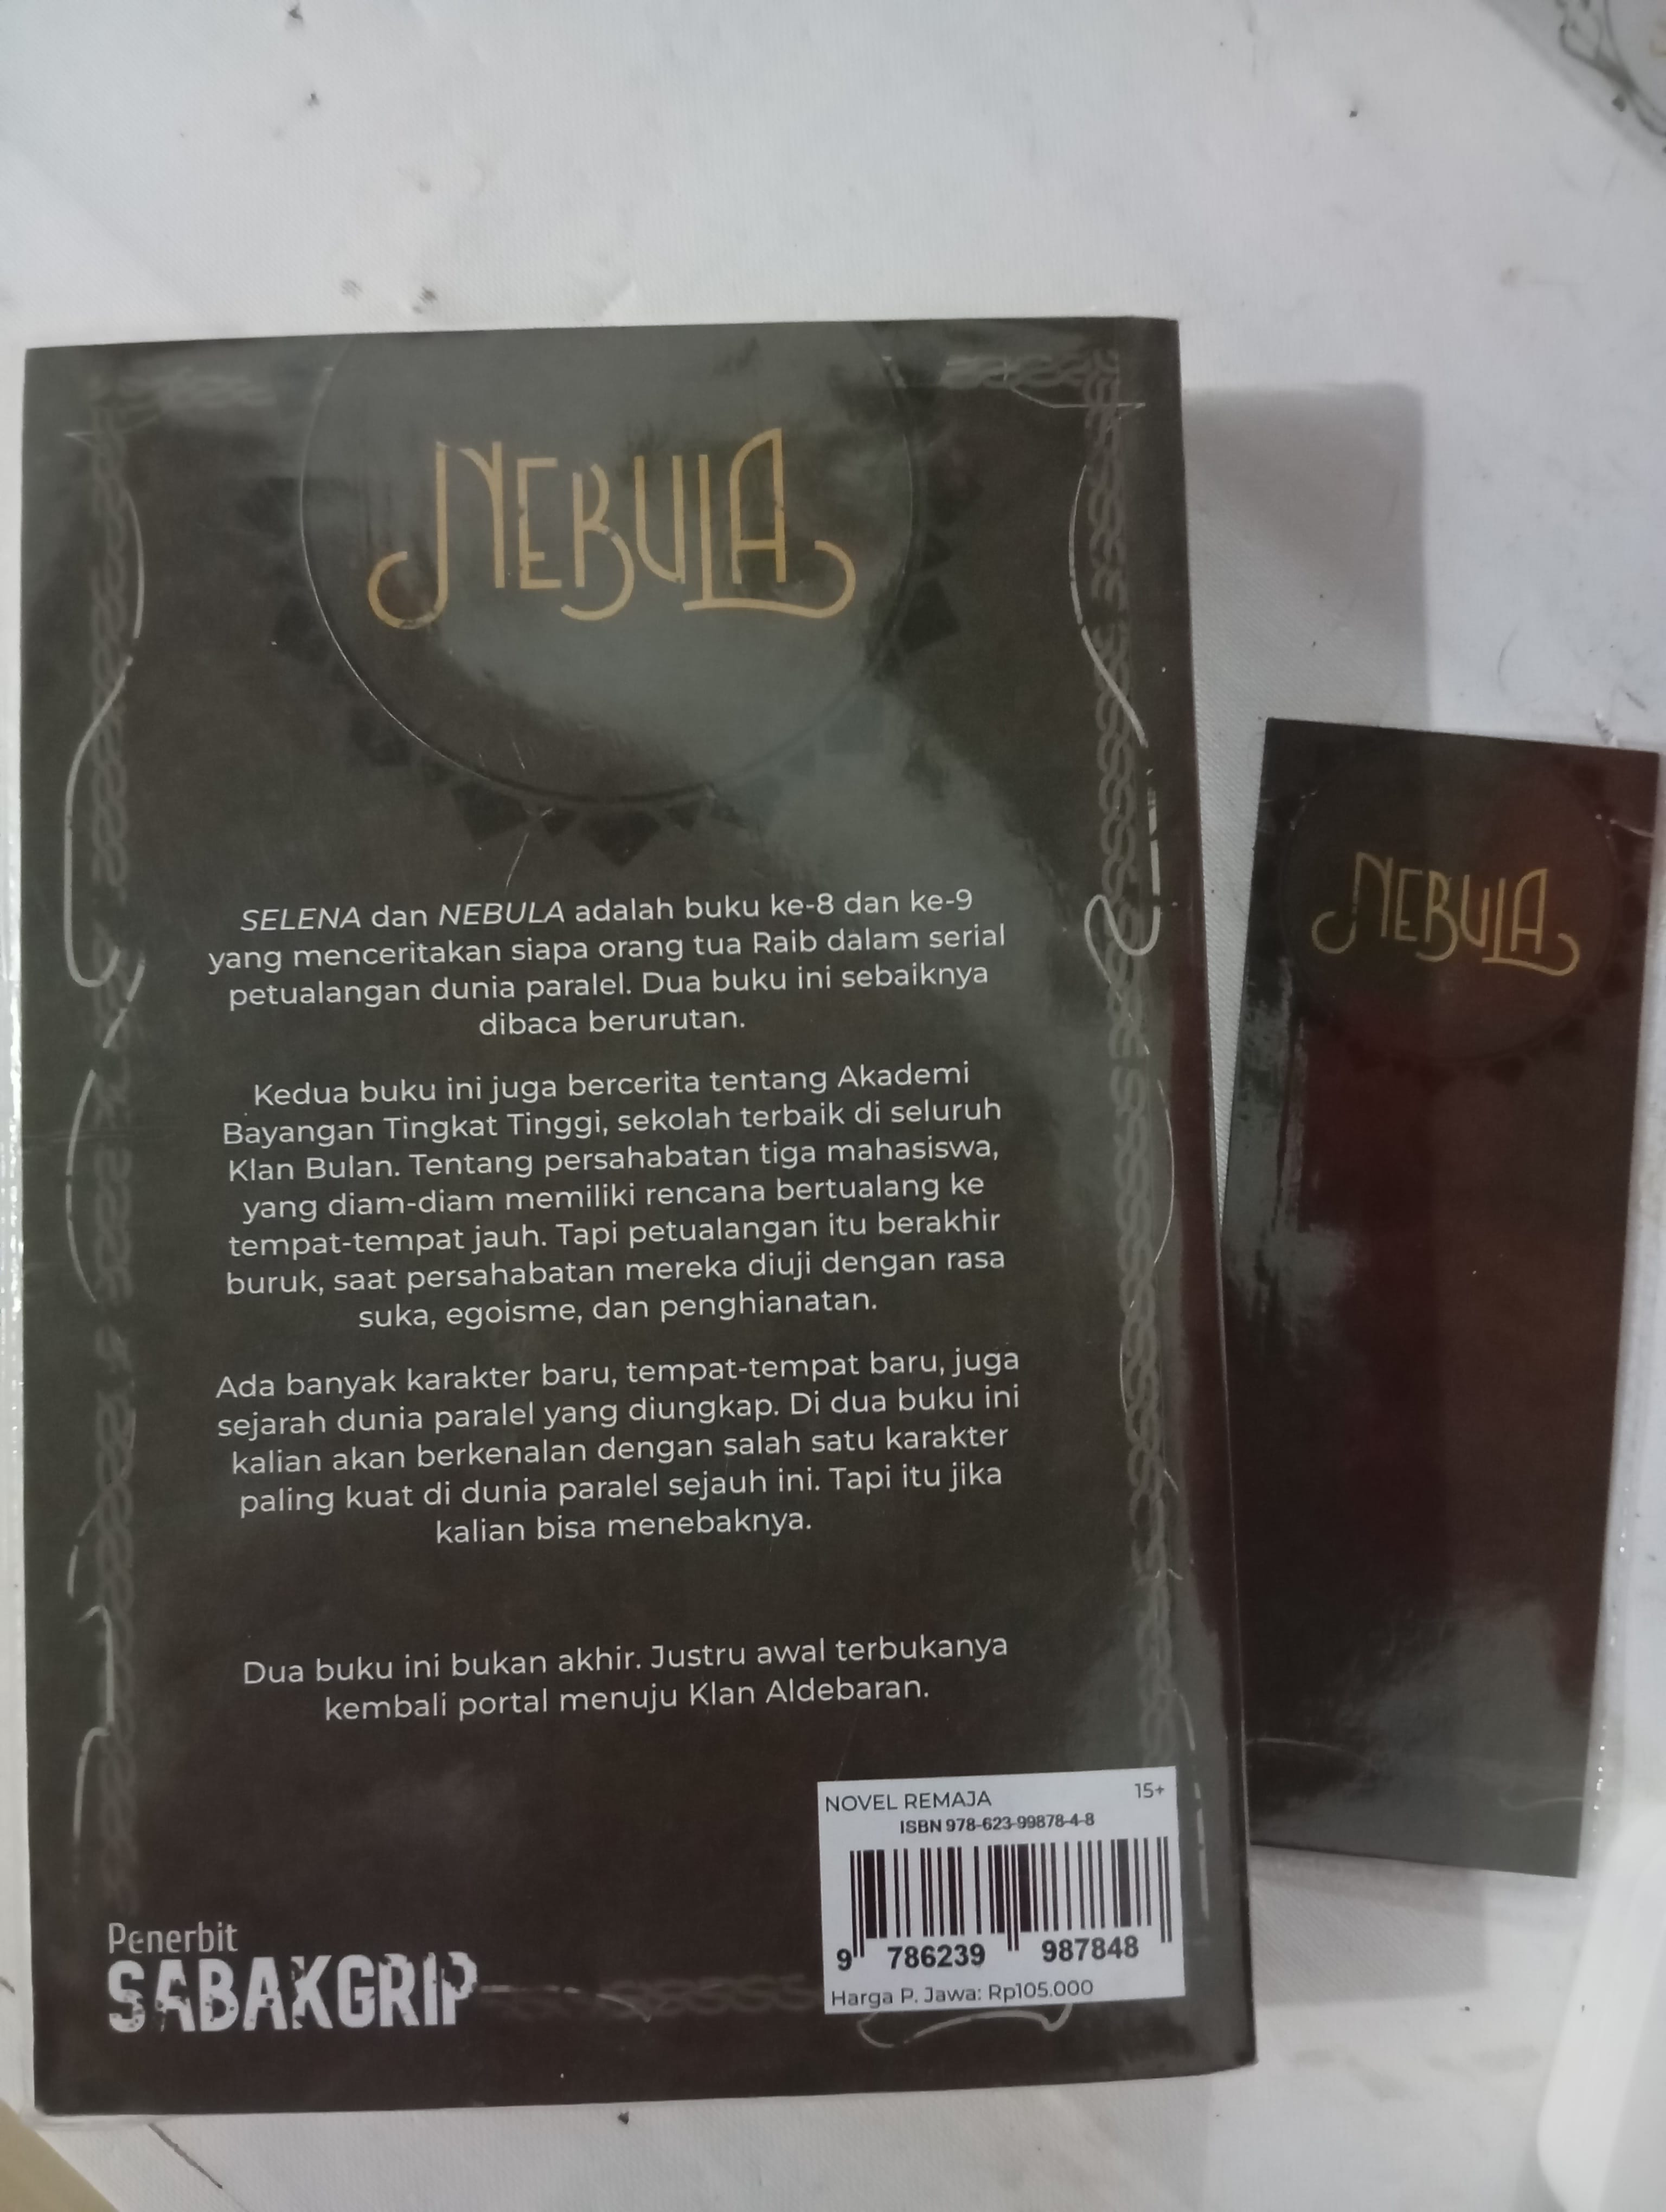 NEBULA
SELENA dan NEBULA adalah buku ke-8 dan ke-9
yang menceritakan siapa orang tua Raib dalam serial
petualangan dunia paralel. Dua buku ini sebaiknya
dibaca berurutan.
Kedua buku ini juga bercerita tentang Akademi
Bayangan Tingkat Tinggi, sekolah terbaik di seluruh
Klan Bulan. Tentang persahabatan tiga mahasiswa,
yang diam-diam memiliki rencana bertualang ke
tempat-tempat jauh. Tapi petualangan itu berakhir
buruk, saat persahabatan mereka diuji dengan rasa
suka, egoisme, dan penghianatan.
Ada banyak karakter baru, tempat-tempat baru, juga
sejarah dunia paralel yang diungkap. Di dua buku ini
kalian akan berkenalan dengan salah satu karakter
paling kuat di dunia paralel sejauh ini. Tapi itu jika
kalian bisa menebaknya.
Dua buku ini bukan akhir. Justru awal terbukanya
kembali portal menuju Klan Aldebaran.
NOVEL REMAJA 15+
ISBN 978-623-99878-4-8
9 786239 987848
Harga P. Jawa: Rp105.000
Penerbit
SABAKGRIP
NEBULA